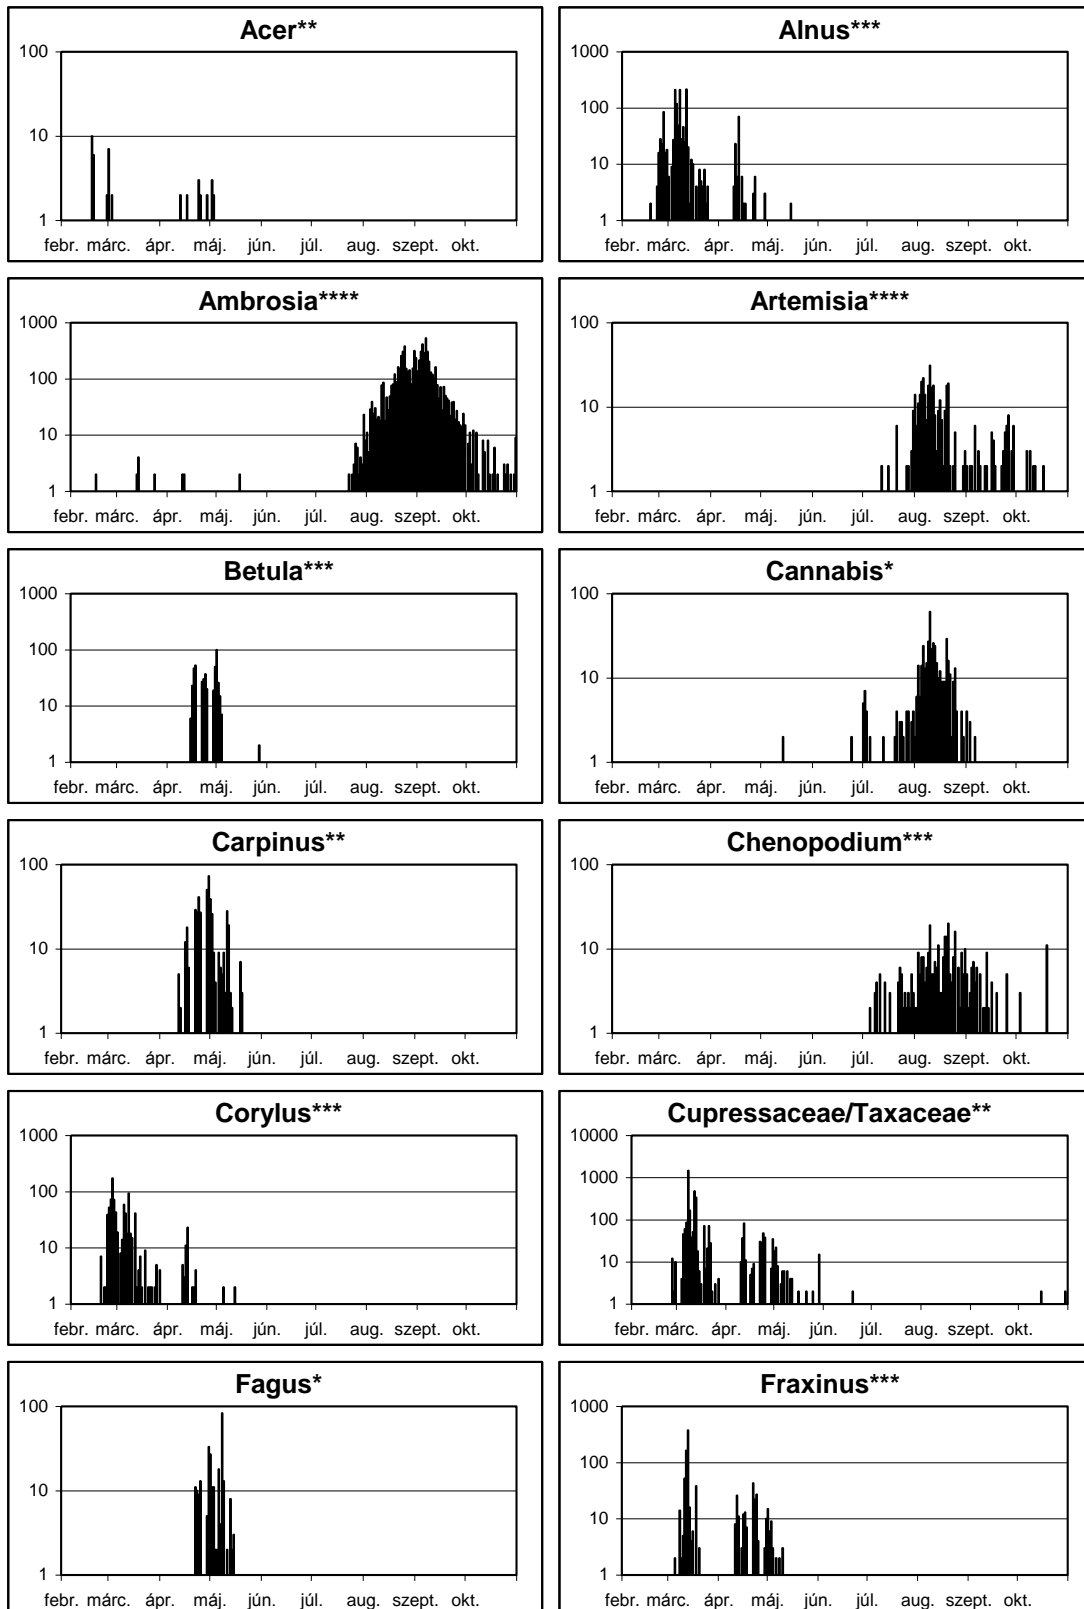 Acer**
100
10
1
febr. márc. ápr. máj. jún. júl. aug. szept. okt.
Alnus***
1000
100
10
1
febr. márc. ápr. máj. jún. júl. aug. szept. okt.
Ambrosia****
1000
100
10
1
febr. márc. ápr. máj. jún. júl. aug. szept. okt.
Artemisia****
100
10
1
febr. márc. ápr. máj. jún. júl. aug. szept. okt.
Betula***
1000
100
10
1
febr. márc. ápr. máj. jún. júl. aug. szept. okt.
Cannabis*
100
10
1
febr. márc. ápr. máj. jún. júl. aug. szept. okt.
Carpinus**
100
10
1
febr. márc. ápr. máj. jún. júl. aug. szept. okt.
Chenopodium***
100
10
1
febr. márc. ápr. máj. jún. júl. aug. szept. okt.
Corylus***
1000
100
10
1
febr. márc. ápr. máj. jún. júl. aug. szept. okt.
Cupressaceae/Taxaceae**
10000
1000
100
10
1
febr. márc. ápr. máj. jún. júl. aug. szept. okt.
Fagus*
100
10
1
febr. márc. ápr. máj. jún. júl. aug. szept. okt.
Fraxinus***
1000
100
10
1
febr. márc. ápr. máj. jún. júl. aug. szept. okt.